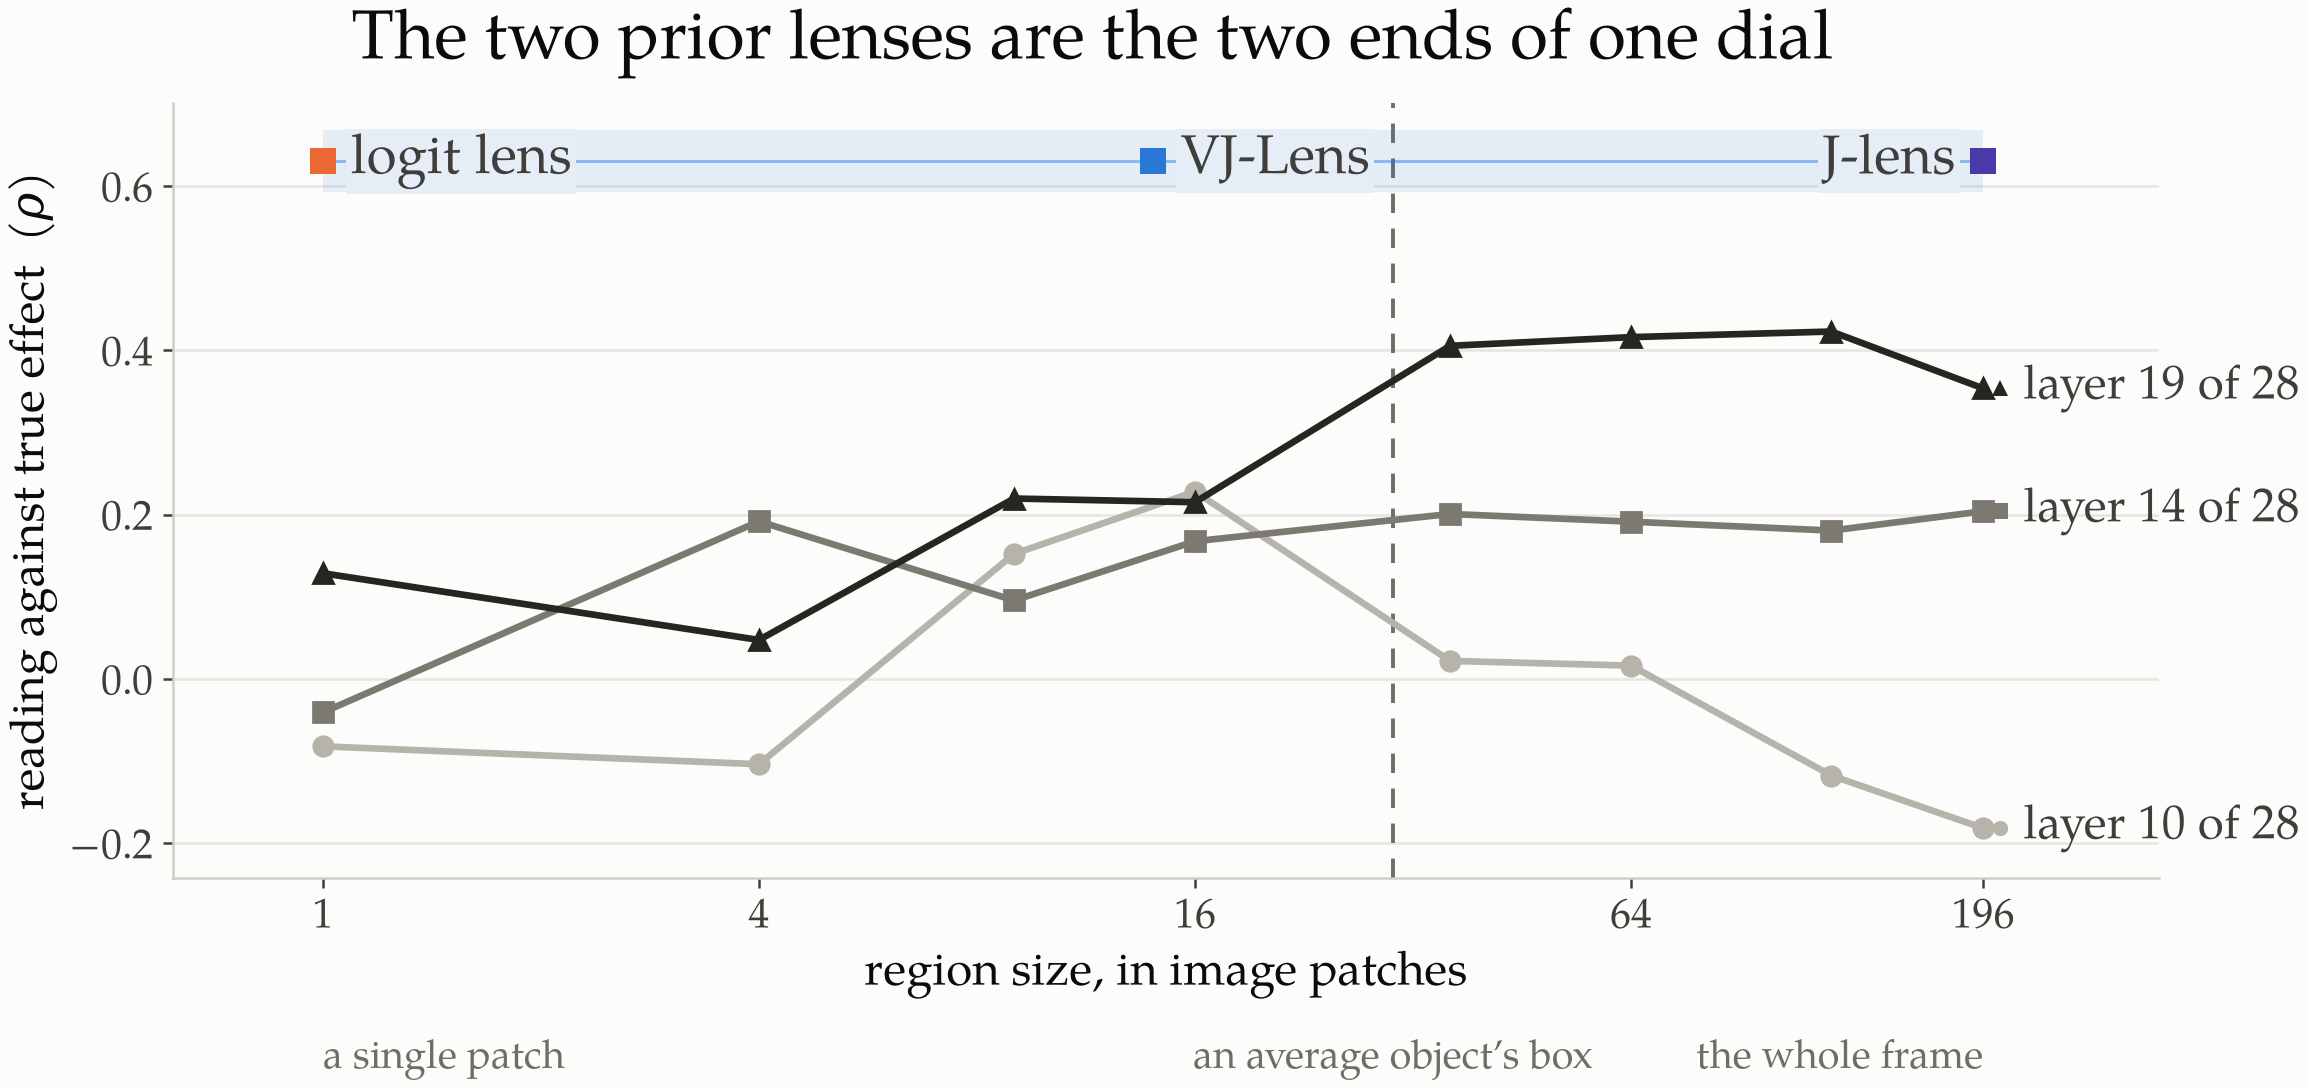 The two prior lenses are the two ends of one dial
logit lens VJ-Lens J-lens
reading against true effect (ρ)
0.6
0.4
0.2
0.0
−0.2
layer 19 of 28
layer 14 of 28
layer 10 of 28
1 4 16 64 196
region size, in image patches
a single patch an average object’s box the whole frame